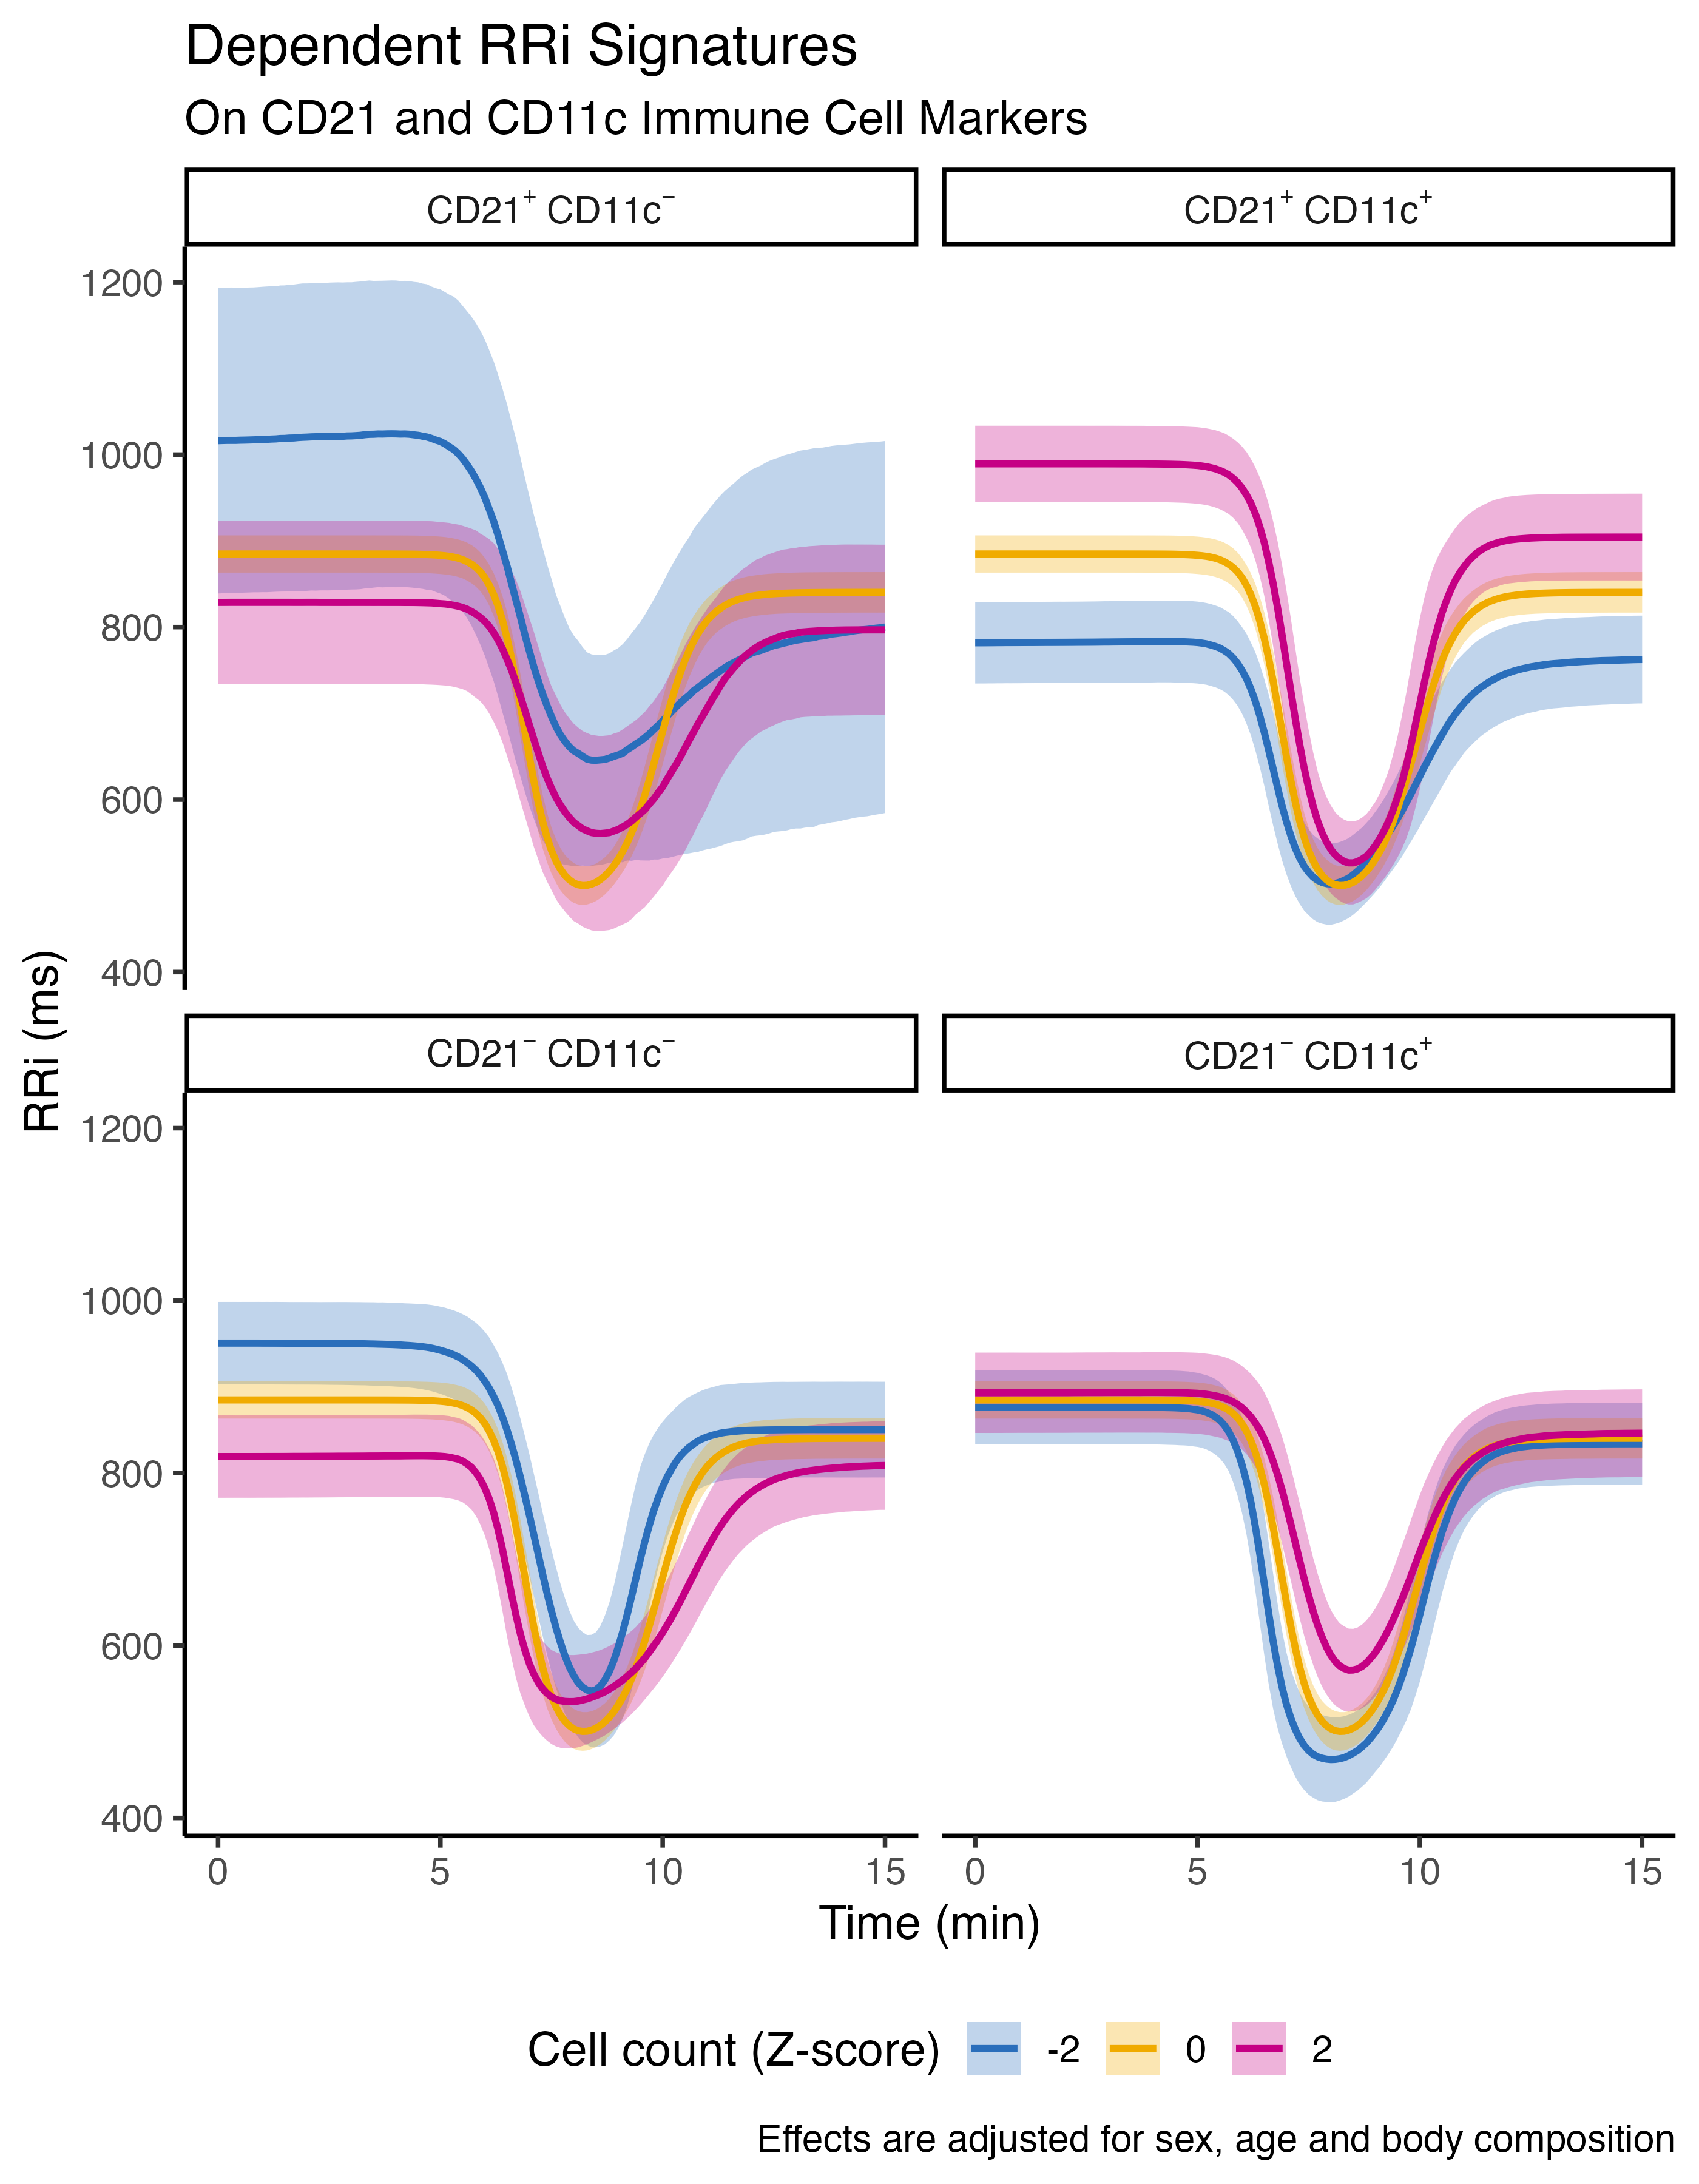 Dependent RRi Signatures
On CD21 and CD11c Immune Cell Markers
CD21⁺ CD11c⁻
CD21⁺ CD11c⁺
1200
1000
800
600
400
CD21⁻ CD11c⁻
CD21⁻ CD11c⁺
1200
1000
800
600
400
RRi (ms)
0 5 10 15
0 5 10 15
Time (min)
Cell count (Z-score) -2 0 2
Effects are adjusted for sex, age and body composition